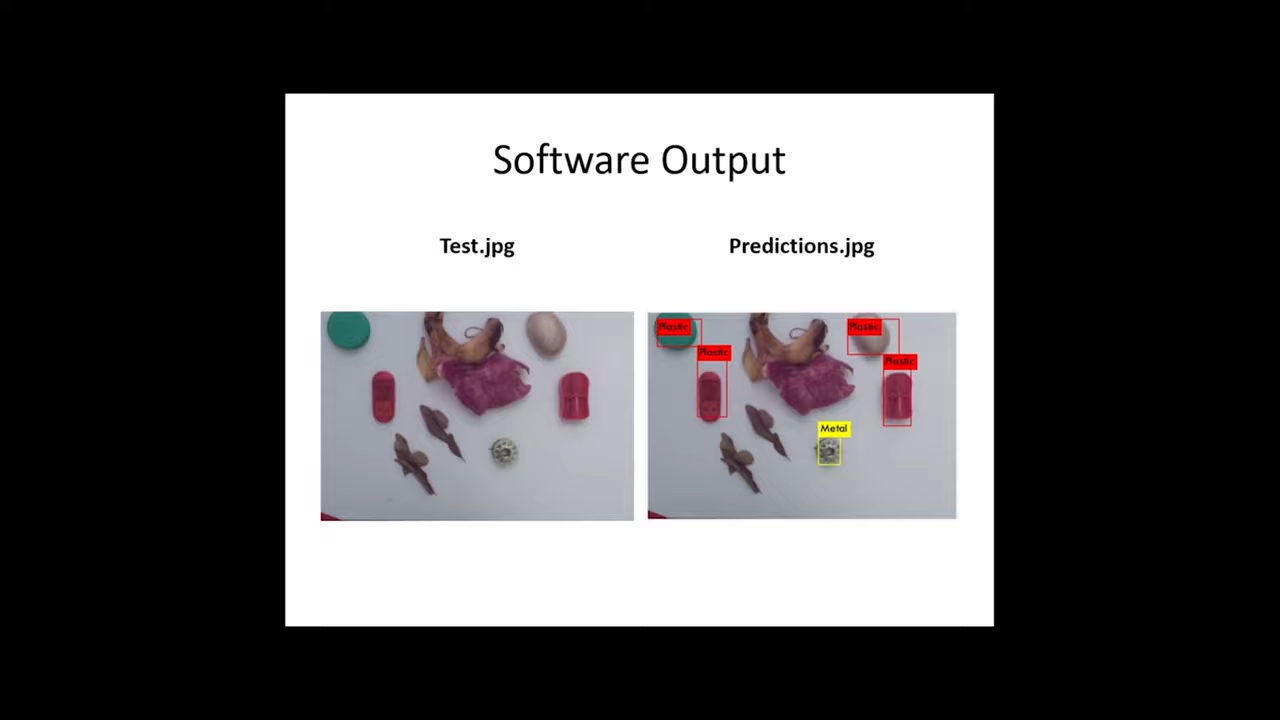 Software Output
Test.jpg
Predictions.jpg
Plastic
Plastic
Plastic
Plastic
Metal